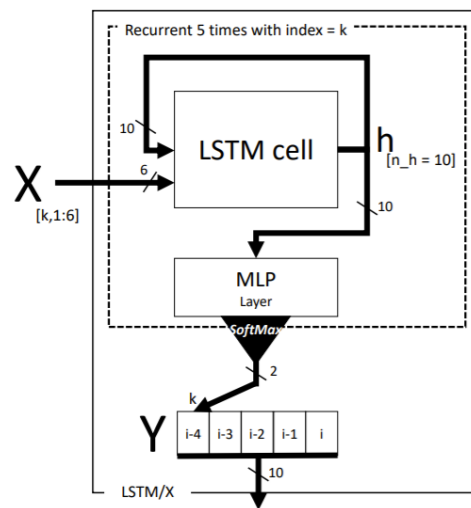 Recurrent 5 times with index = k
10
LSTM cell
h
[n_h = 10]
X
6
[k,1:6]
10
MLP
Layer
SoftMax
2
k
Y
i-4 i-3 i-2 i-1 i
10
LSTM/X